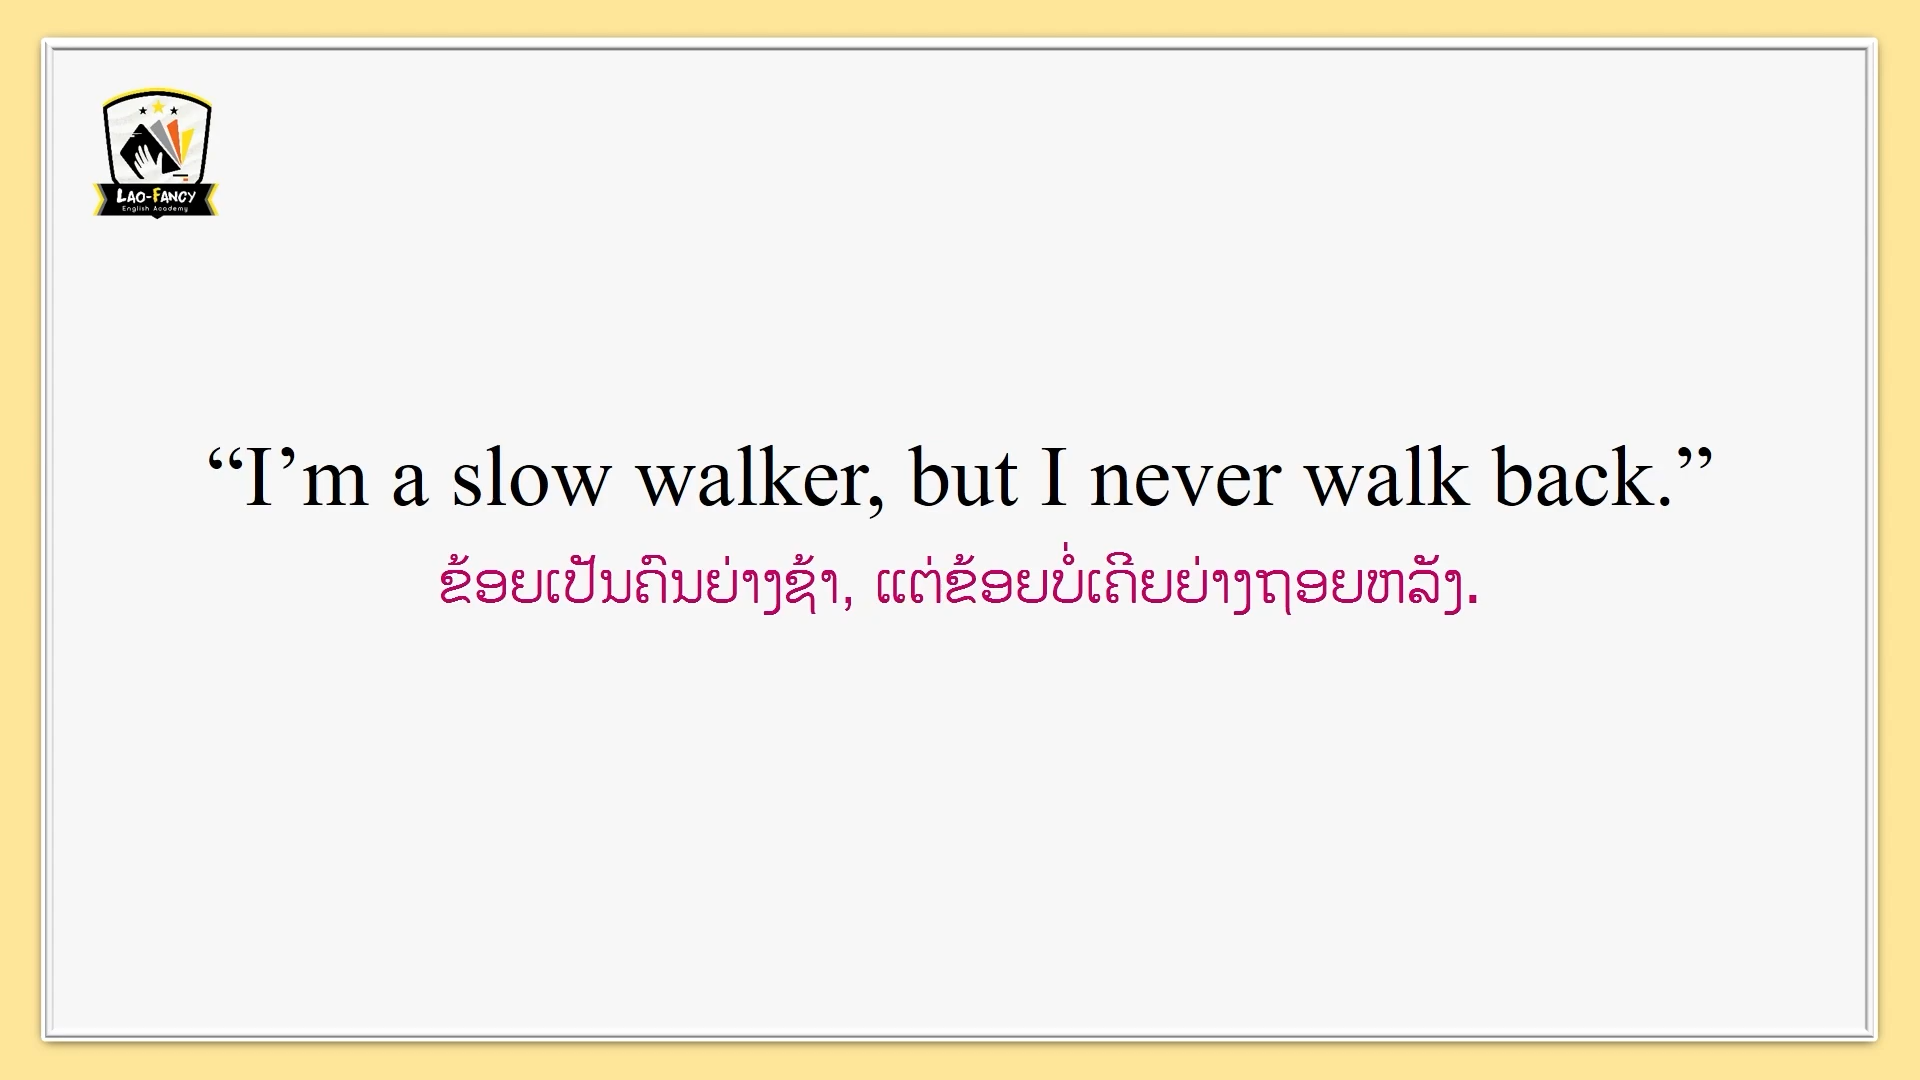 LAO-FANCY
English Academy
“I’m a slow walker, but I never walk back.”
ຂ້ອຍເປັນຄົນຍ່າງຊ້າ, ແຕ່ຂ້ອຍບໍ່ເຄີຍຍ່າງຖອຍຫລັງ.